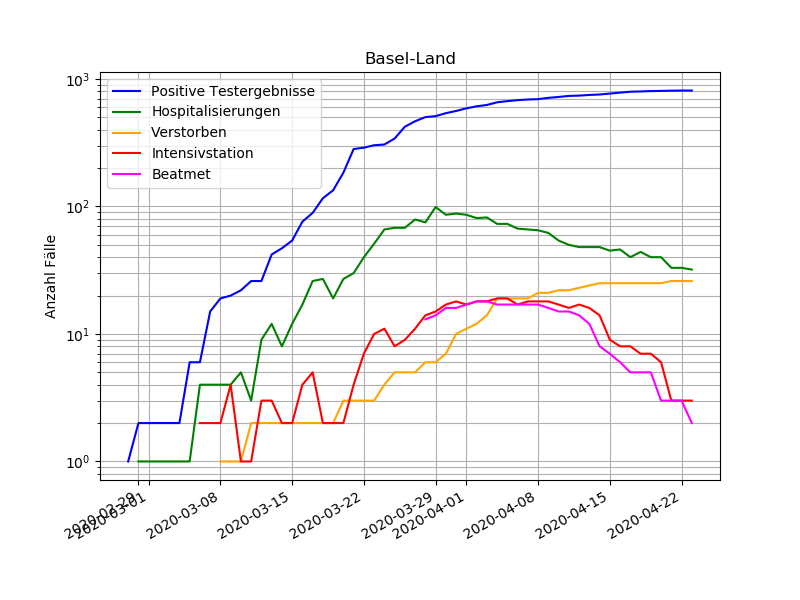 Basel-Land
Anzahl Fälle
10³
10²
10¹
10⁰
Positive Testergebnisse
Hospitalisierungen
Verstorben
Intensivstation
Beatmet
2020-02-29
2020-03-01
2020-03-08
2020-03-15
2020-03-22
2020-03-29
2020-04-01
2020-04-08
2020-04-15
2020-04-22